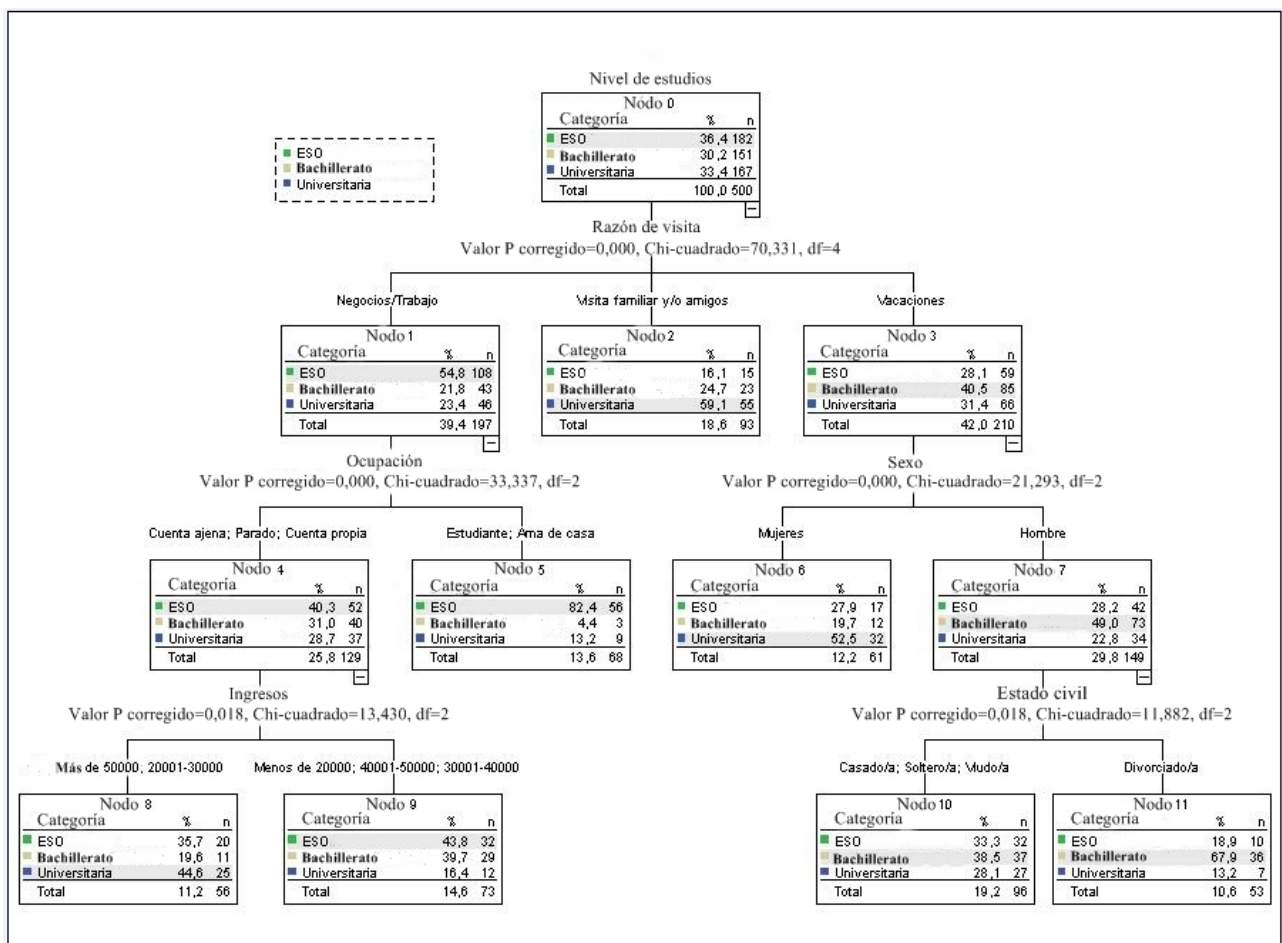 Nivel de estudios
Nodo 0
Categoría % n
ESO 36,4 182
Bachillerato 30,2 151
Universitaria 33,4 167
Total 100,0 500
ESO
Bachillerato
Universitaria
Razón de visita
Valor P corregido=0,000, Chi-cuadrado=70,331, df=4
Negocios/Trabajo
Visita familiar y/o amigos
Vacaciones
Nodo 1
Categoría % n
ESO 54,8 108
Bachillerato 21,8 43
Universitaria 23,4 46
Total 39,4 197
Nodo 2
Categoría % n
ESO 16,1 15
Bachillerato 24,7 23
Universitaria 59,1 55
Total 18,6 93
Nodo 3
Categoría % n
ESO 28,1 59
Bachillerato 40,5 85
Universitaria 31,4 66
Total 42,0 210
Ocupación
Valor P corregido=0,000, Chi-cuadrado=33,337, df=2
Sexo
Valor P corregido=0,000, Chi-cuadrado=21,293, df=2
Cuenta ajena; Parado; Cuenta propia
Estudiante; Ama de casa
Mujeres
Hombre
Nodo 4
Categoría % n
ESO 40,3 52
Bachillerato 31,0 40
Universitaria 28,7 37
Total 25,8 129
Nodo 5
Categoría % n
ESO 82,4 56
Bachillerato 4,4 3
Universitaria 13,2 9
Total 13,6 68
Nodo 6
Categoría % n
ESO 27,9 17
Bachillerato 19,7 12
Universitaria 52,5 32
Total 12,2 61
Nodo 7
Categoría % n
ESO 28,2 42
Bachillerato 49,0 73
Universitaria 22,8 34
Total 29,8 149
Ingresos
Valor P corregido=0,018, Chi-cuadrado=13,430, df=2
Estado civil
Valor P corregido=0,018, Chi-cuadrado=11,882, df=2
Más de 50000; 20001-30000
Menos de 20000; 40001-50000; 30001-40000
Casado/a; Soltero/a; Viudo/a
Divorciado/a
Nodo 8
Categoría % n
ESO 35,7 20
Bachillerato 19,6 11
Universitaria 44,6 25
Total 11,2 56
Nodo 9
Categoría % n
ESO 43,8 32
Bachillerato 39,7 29
Universitaria 16,4 12
Total 14,6 73
Nodo 10
Categoría % n
ESO 33,3 32
Bachillerato 38,5 37
Universitaria 28,1 27
Total 19,2 96
Nodo 11
Categoría % n
ESO 18,9 10
Bachillerato 67,9 36
Universitaria 13,2 7
Total 10,6 53